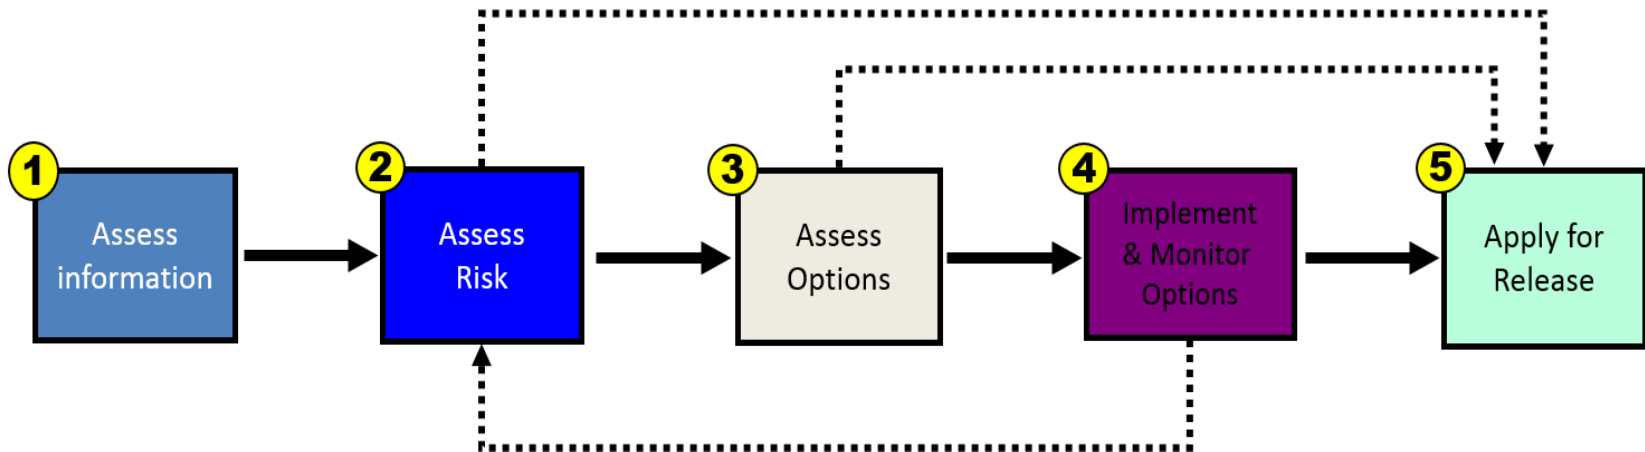 1
Assess
information
2
Assess
Risk
3
Assess
Options
4
Implement
& Monitor
Options
5
Apply for
Release